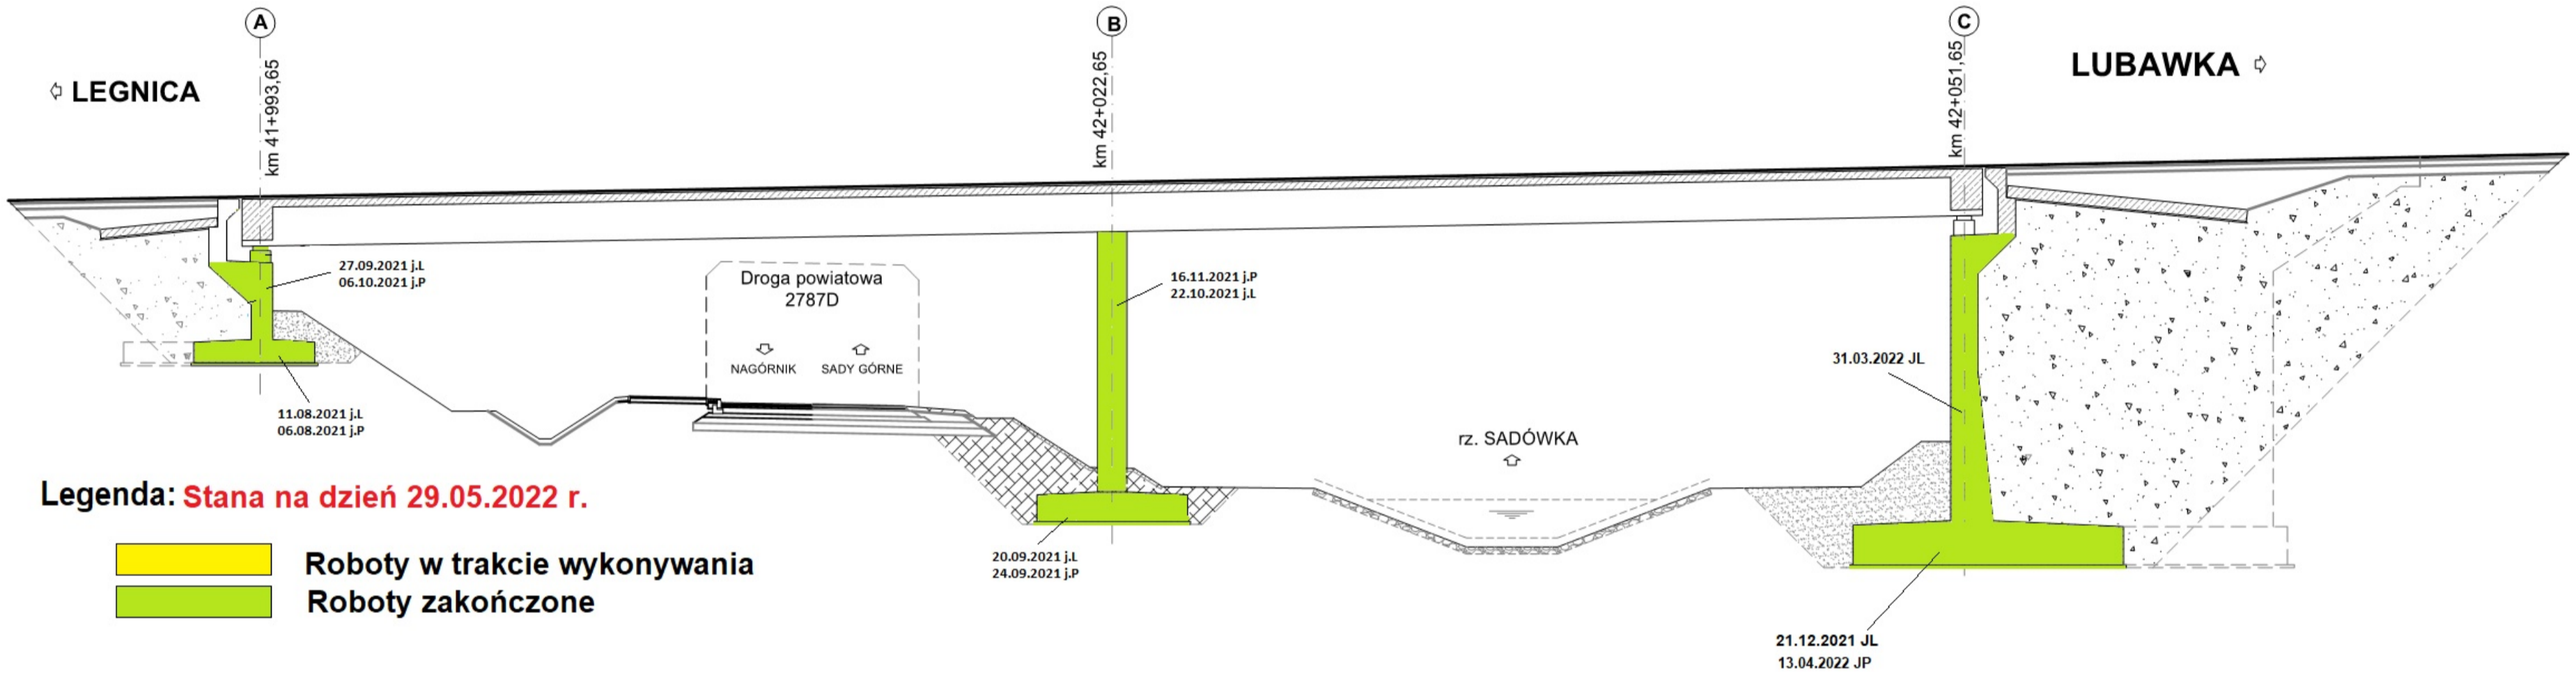 A
B
C
km 41+993,65
km 42+022,65
km 42+051,65
LEGNICA
LUBAWKA
27.09.2021 j.L
06.10.2021 j.P
Droga powiatowa
2787D
NAGÓRNIK SADY GÓRNE
16.11.2021 j.P
22.10.2021 j.L
31.03.2022 JL
11.08.2021 j.L
06.08.2021 j.P
rz. SADÓWKA
Legenda: Stana na dzień 29.05.2022 r.
20.09.2021 j.L
24.09.2021 j.P
Roboty w trakcie wykonywania
Roboty zakończone
21.12.2021 JL
13.04.2022 JP